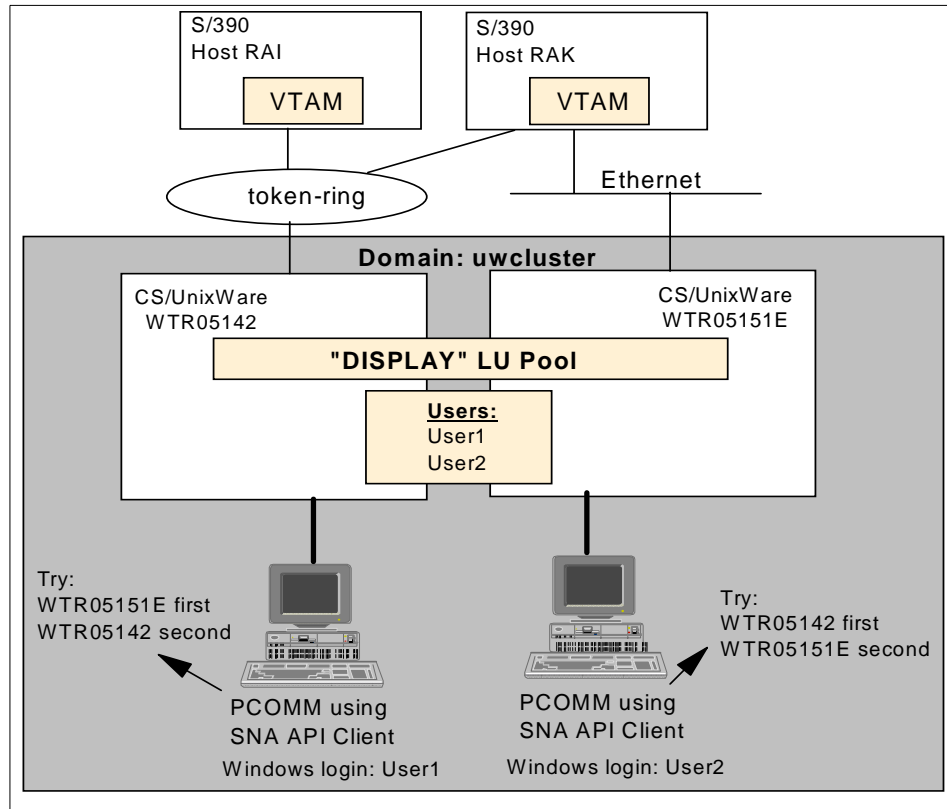 S/390
Host RAI
VTAM
S/390
Host RAK
VTAM
token-ring
Ethernet
Domain: uwcluster
CS/UnixWare
WTR05142
CS/UnixWare
WTR05151E
"DISPLAY" LU Pool
Users:
User1
User2
Try:
WTR05151E first
WTR05142 second
Try:
WTR05142 first
WTR05151E second
PCOMM using
SNA API Client
Windows login: User1
PCOMM using
SNA API Client
Windows login: User2